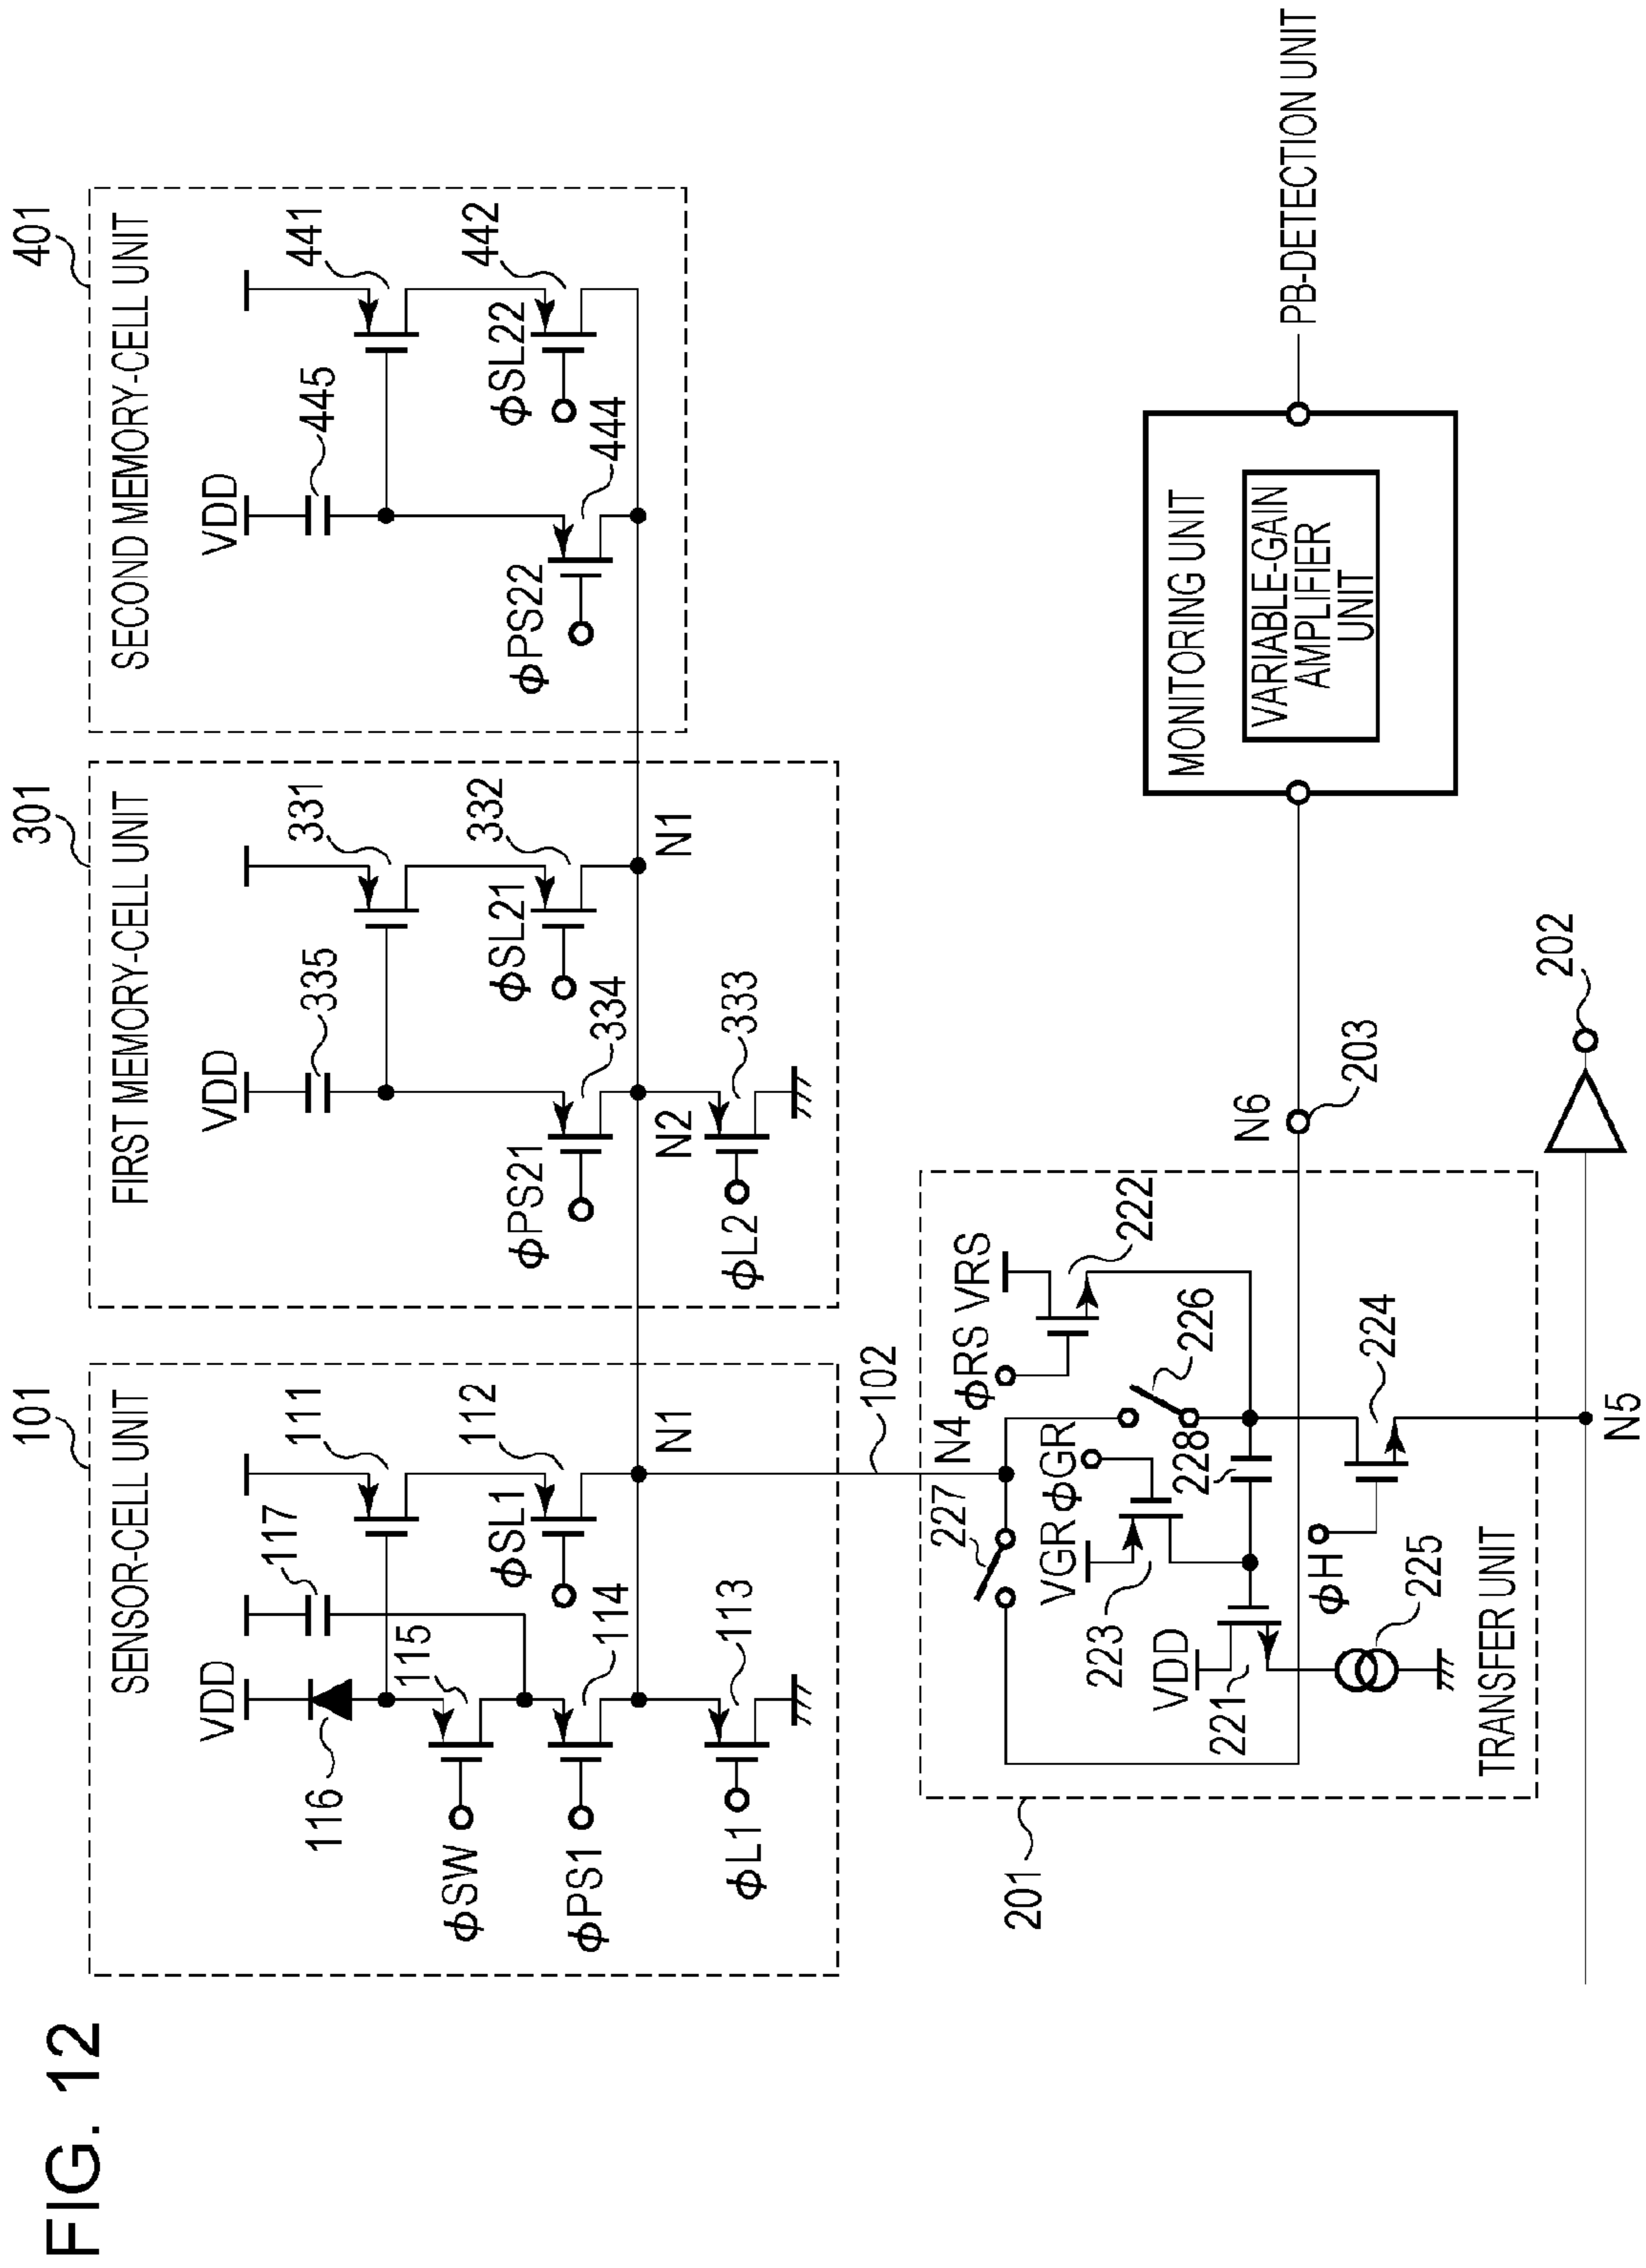 FIG. 12
101
SENSOR-CELL UNIT
VDD
116
117
111
115
112
ϕSW
ϕSL1
114
ϕPS1
113
ϕL1
N1
301
FIRST MEMORY-CELL UNIT
VDD
335
331
332
ϕSL21
334
ϕPS21
N2
N1
333
ϕL2
401
SECOND MEMORY-CELL UNIT
VDD
445
441
442
ϕSL22
444
ϕPS22
102
201
N4
227
ϕRS
VRS
222
VGR
ϕGR
226
228
223
VDD
221
ϕH
224
225
TRANSFER UNIT
N5
N6
203
202
MONITORING UNIT
VARIABLE-GAIN
AMPLIFIER
UNIT
PB-DETECTION UNIT